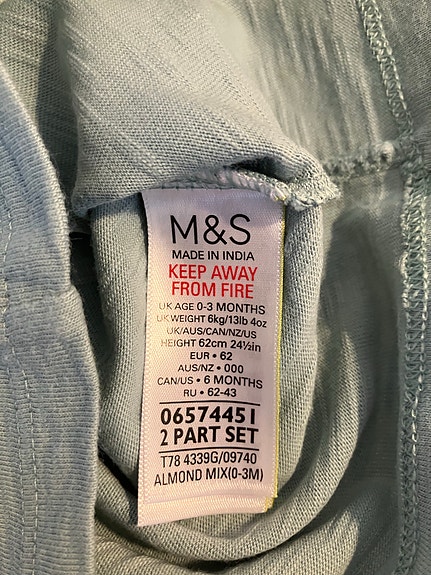 M&S
MADE IN INDIA
KEEP AWAY
FROM FIRE
UK AGE 0-3 MONTHS
UK WEIGHT 6kg/13lb 4oz
UK/AUS/CAN/NZ/US
HEIGHT 62cm 24½in
EUR • 62
AUS/NZ • 000
CAN/US • 6 MONTHS
RU • 62-43
06574451
2 PART SET
T78 4339G/09740
ALMOND MIX(0-3M)